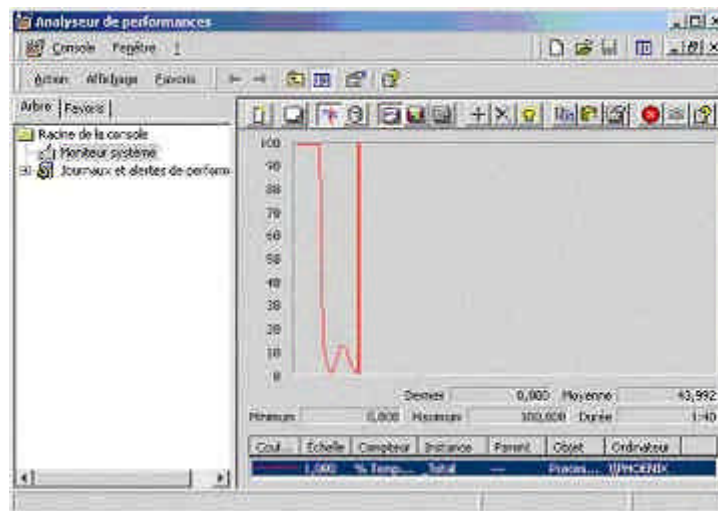 Analyseur de performances
Console Fenêtre ?
Action Affichage Favoris
Arbre Favoris
Racine de la console
Moniteur système
Journaux et alertes de perform
100
90
80
70
60
50
40
30
20
10
0
Dernier 0,000 Moyenne 43,992
Minimum 0,000 Maximum 100,000 Durée 1:40
Coul... Échelle Compteur Instance Parent Objet Ordinateur
1,000 % Temp... _Total --- Proces... \\PHOENIX